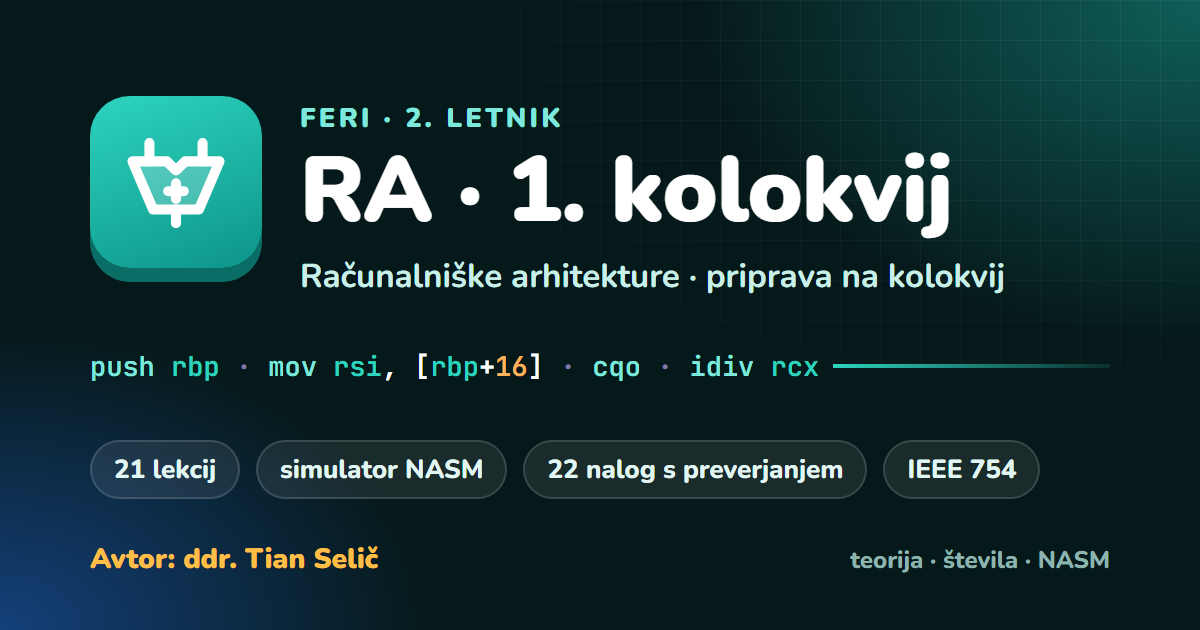 FERI · 2. LETNIK
RA · 1. kolokvij
Računalniške arhitekture · priprava na kolokvij
push rbp · mov rsi, [rbp+16] · cqo · idiv rcx
21 lekcij
simulator NASM
22 nalog s preverjanjem
IEEE 754
Avtor: ddr. Tian Selič
teorija · števila · NASM